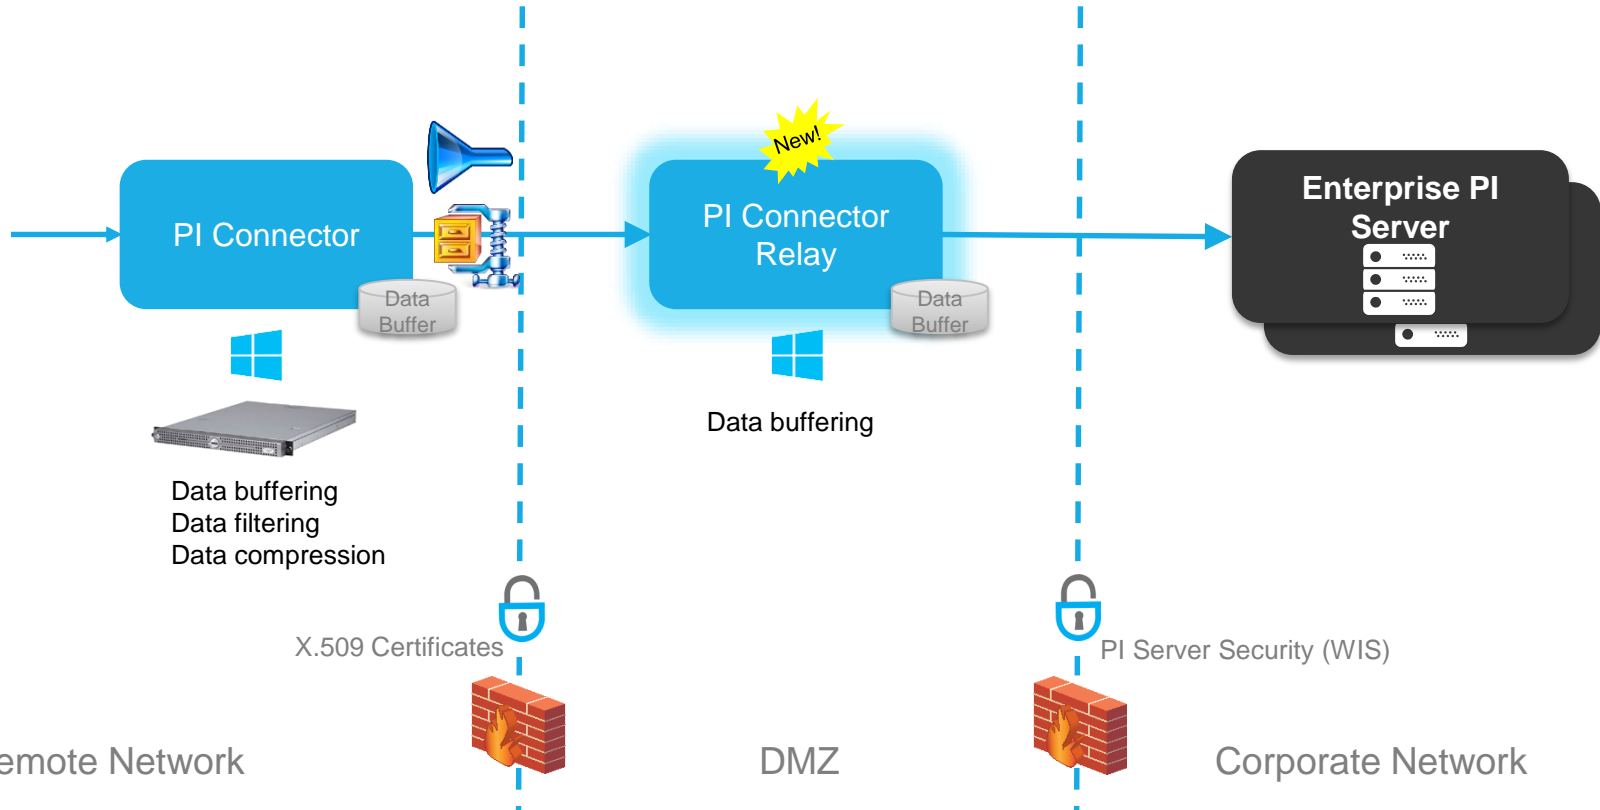 New!
PI Connector
PI Connector
Relay
Enterprise PI
Server
Data
Buffer
Data
Buffer
Data buffering
Data buffering
Data filtering
Data compression
X.509 Certificates
PI Server Security (WIS)
emote Network
DMZ
Corporate Network